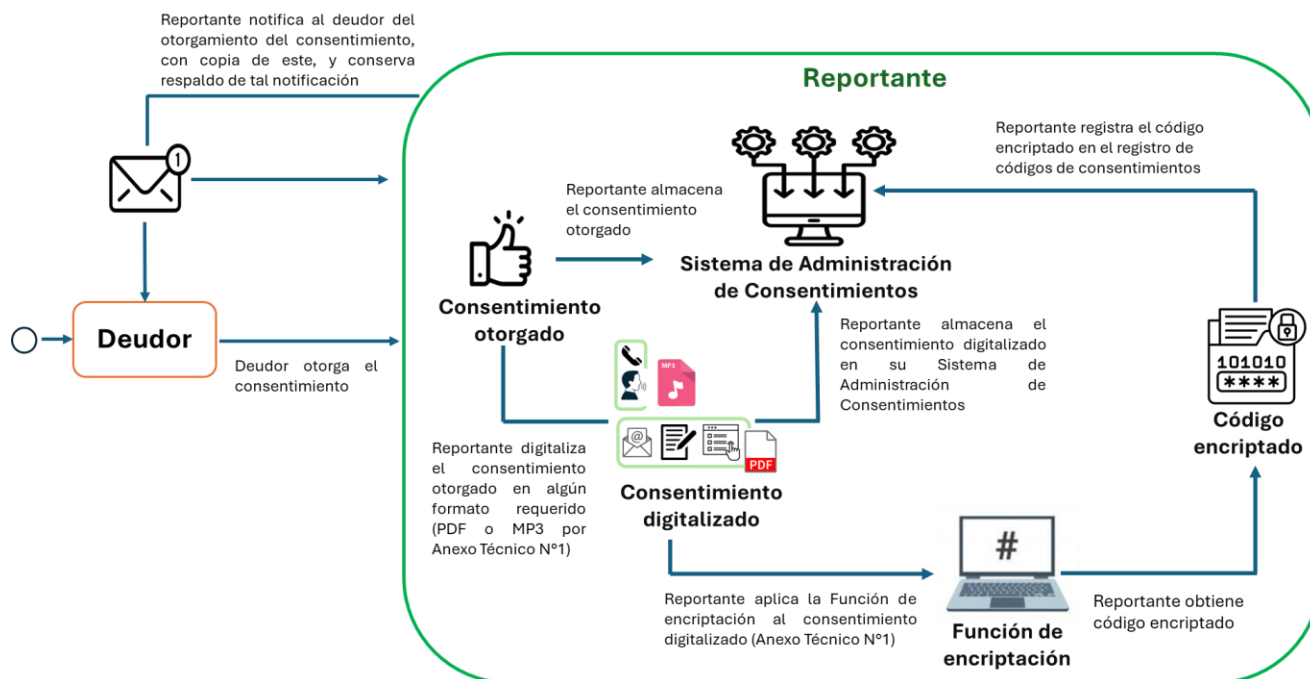 Reportante notifica al deudor del
otorgamiento del consentimiento,
con copia de este, y conserva
respaldo de tal notificación
Reportante
1
Reportante registra el código
encriptado en el registro de
códigos de consentimientos
Reportante almacena
el consentimiento
otorgado
Sistema de Administración
de Consentimientos
Consentimiento
otorgado
Deudor
Deudor otorga el
consentimiento
Reportante almacena el
consentimiento digitalizado
en su Sistema de
Administración de
Consentimientos
MP3
@
PDF
101010
****
Código
encriptado
Reportante digitaliza
el consentimiento
otorgado en algún
formato requerido
(PDF o MP3 por
Anexo Técnico N°1)
Consentimiento
digitalizado
#
Reportante aplica la Función de
encriptación al consentimiento
digitalizado (Anexo Técnico N°1)
Función de
encriptación
Reportante obtiene
código encriptado